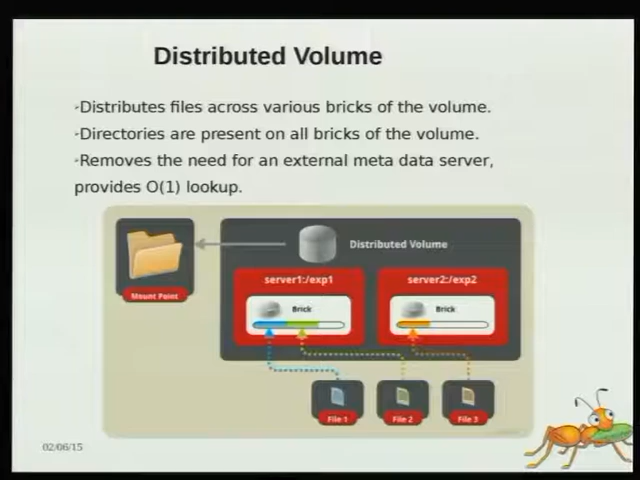 Distributed Volume
Distributes files across various bricks of the volume.
Directories are present on all bricks of the volume.
Removes the need for an external meta data server,
provides O(1) lookup.
Distributed Volume
server1:/exp1
server2:/exp2
Brick
Brick
Mount Point
File 1
File 2
File 3
02/06/15